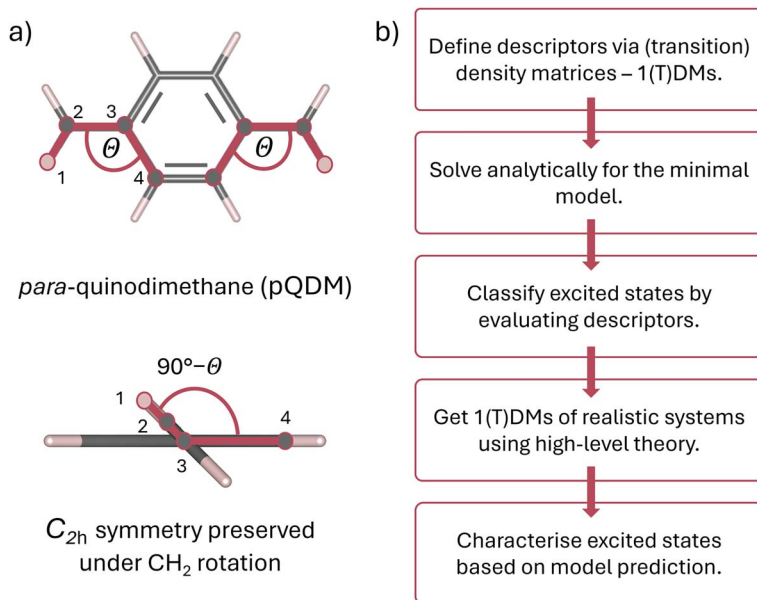 a)
2
3
Θ
Θ
1
4
para-quinodimethane (pQDM)
90°−Θ
1
4
2
3
C2h symmetry preserved
under CH2 rotation
b)
Define descriptors via (transition)
density matrices – 1(T)DMs.
Solve analytically for the minimal
model.
Classify excited states by
evaluating descriptors.
Get 1(T)DMs of realistic systems
using high-level theory.
Characterise excited states
based on model prediction.